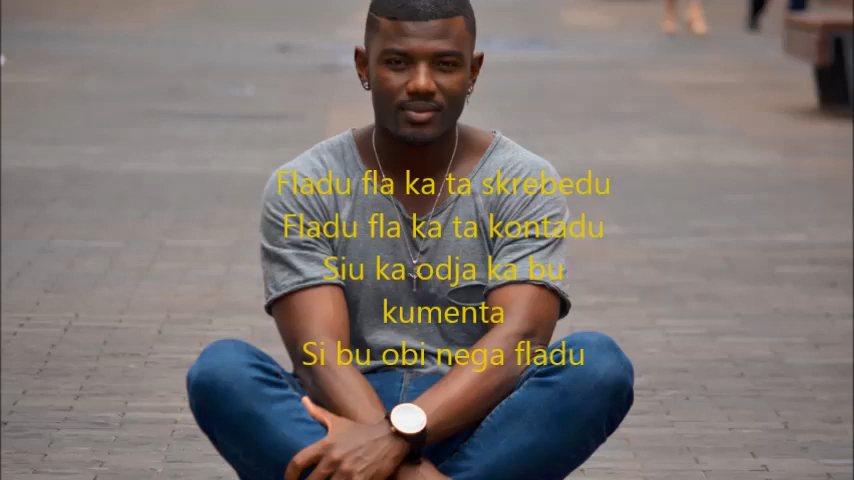 Fladu fla ka ta skrebedu
Fladu fla ka ta kontadu
Siu ka odja ka bu
kumenta
Si bu obi nega fladu